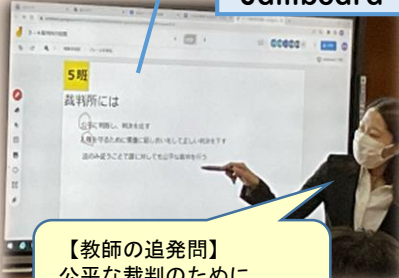 Jamboard
5班
裁判所には
公平に判断し、判決を出す
人権を守るために慎重に話し合いをして正しい判決を下す
法のみ従うことで誰に対しても公平な裁判を行う
【教師の追発問】
公平な裁判のために